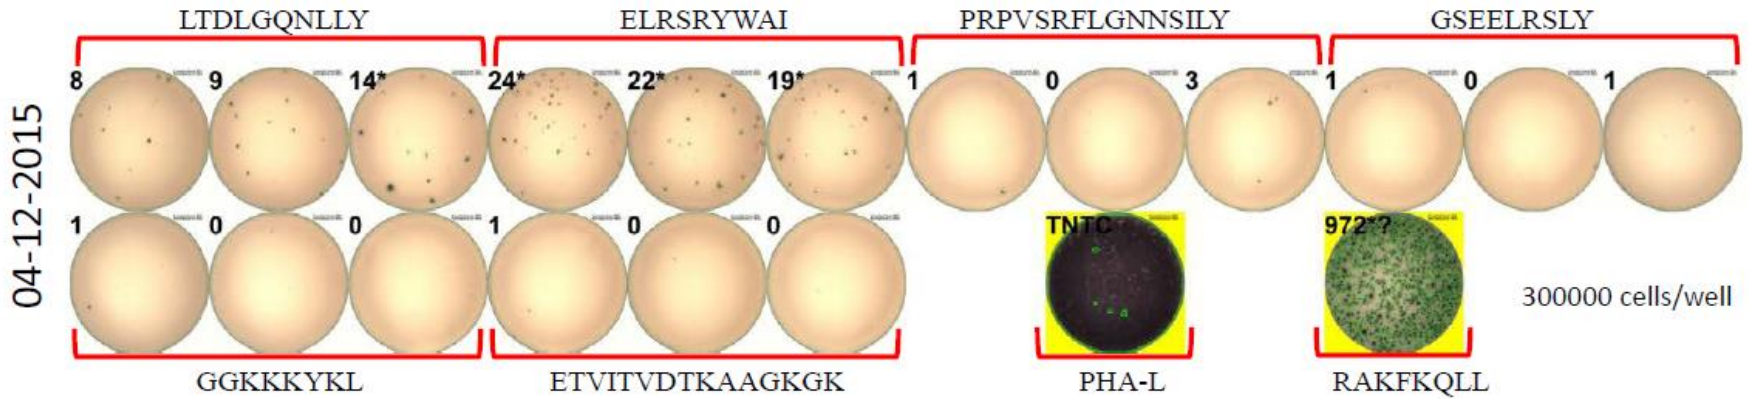 LTDLGQNLLY ELRSRYWAI PRPVSRFLGNNSILY GSEELRSLY
8 9 14* 24* 22* 19* 1 0 3 1 0 1
04-12-2015
1 0 0 1 0 0 TNTC 972*?
300000 cells/well
GGKKKYKL ETVITVDTKAAGKGK PHA-L RAKFKQLL